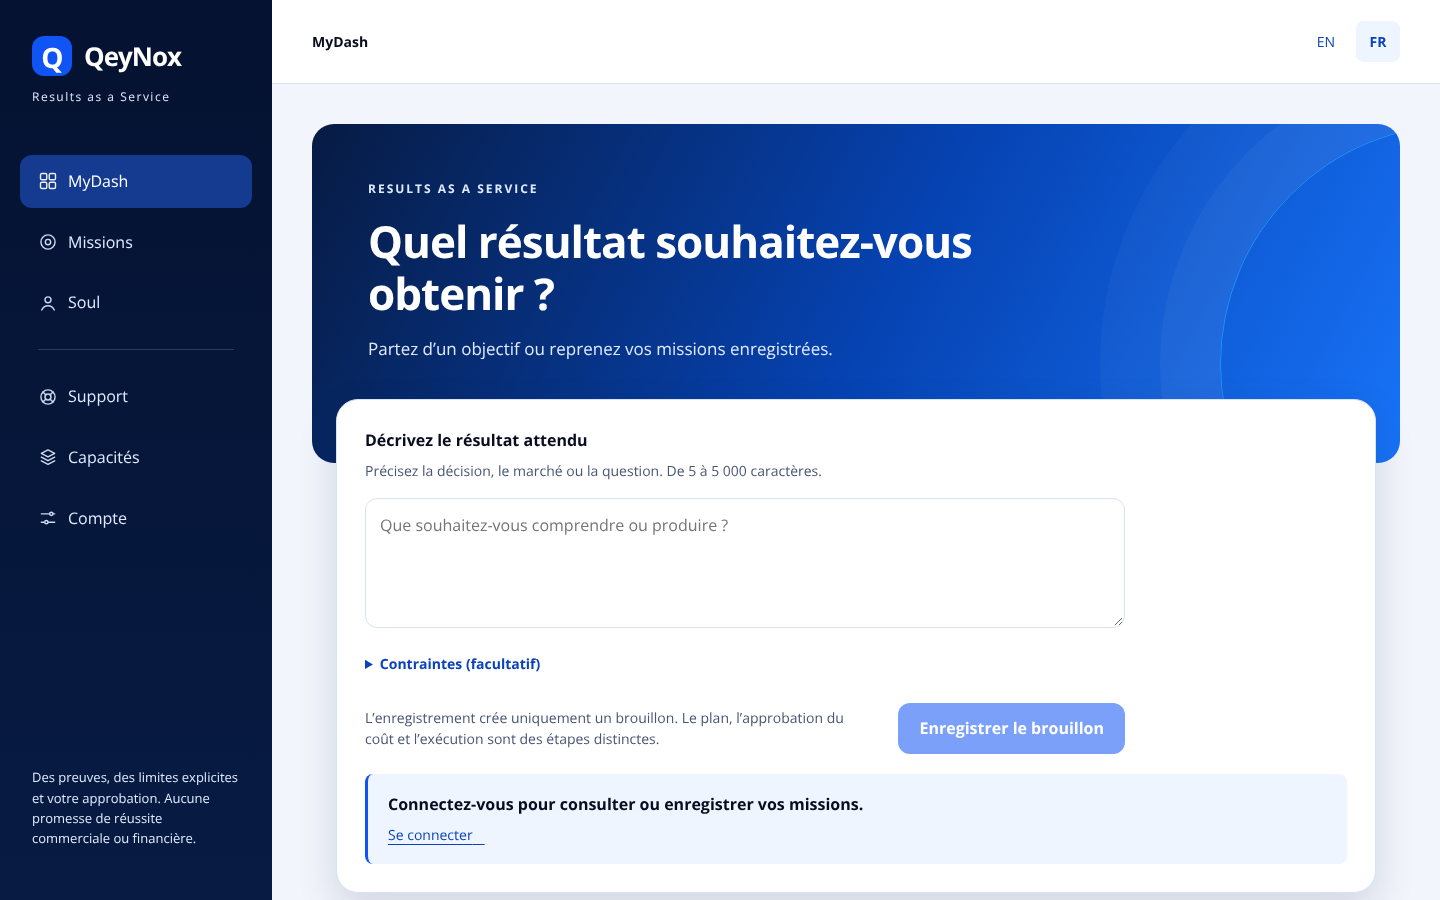 Q QeyNox
Results as a Service
MyDash
Missions
Soul
Support
Capacités
Compte
Des preuves, des limites explicites
et votre approbation. Aucune
promesse de réussite
commerciale ou financière.
MyDash
EN
FR
RESULTS AS A SERVICE
Quel résultat souhaitez-vous
obtenir ?
Partez d’un objectif ou reprenez vos missions enregistrées.
Décrivez le résultat attendu
Précisez la décision, le marché ou la question. De 5 à 5 000 caractères.
Que souhaitez-vous comprendre ou produire ?
Contraintes (facultatif)
L’enregistrement crée uniquement un brouillon. Le plan, l’approbation du
coût et l’exécution sont des étapes distinctes.
Enregistrer le brouillon
Connectez-vous pour consulter ou enregistrer vos missions.
Se connecter